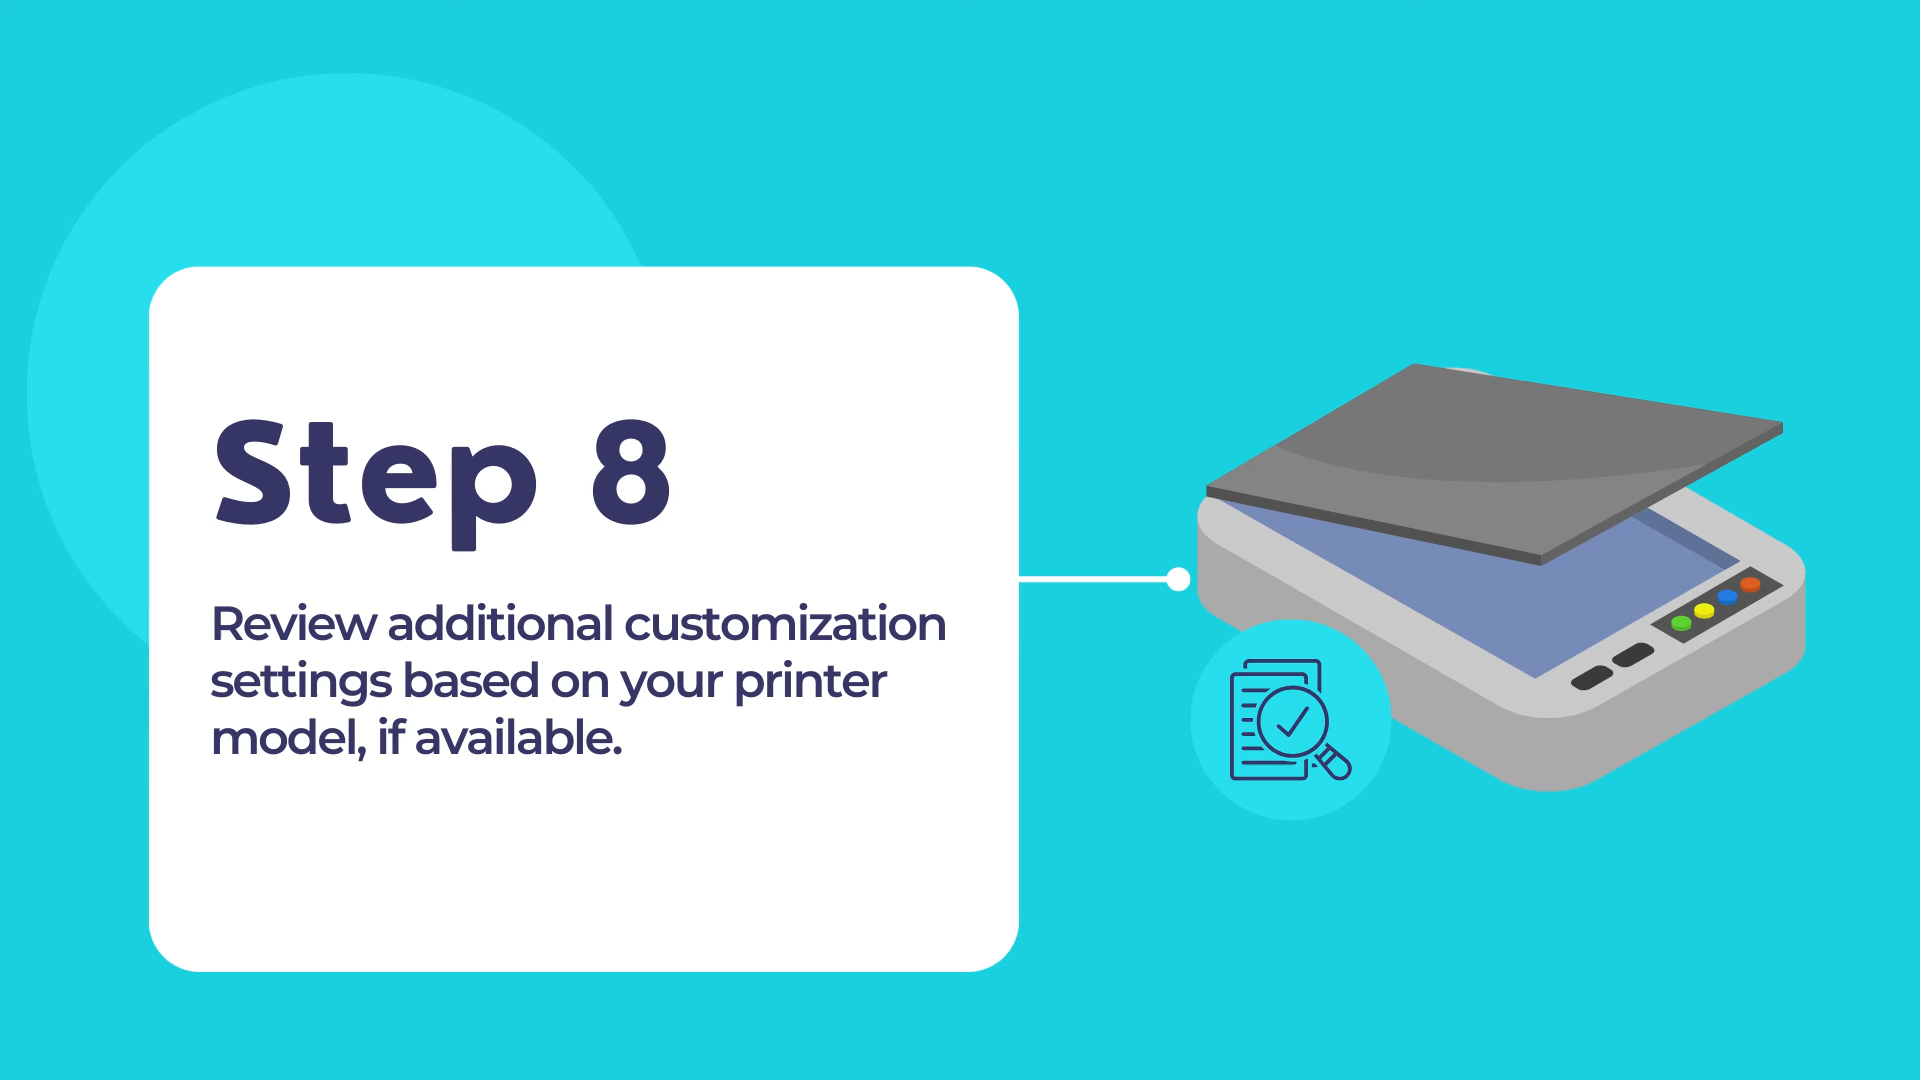 Step 8
Review additional customization
settings based on your printer
model, if available.